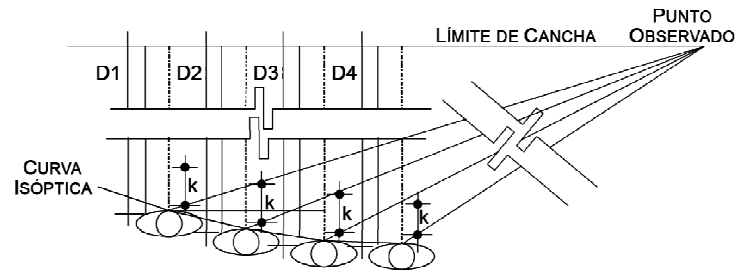 PUNTO
OBSERVADO
LÍMITE DE CANCHA
D1 D2 D3 D4
CURVA
ISÓPTICA
k
k
k
k